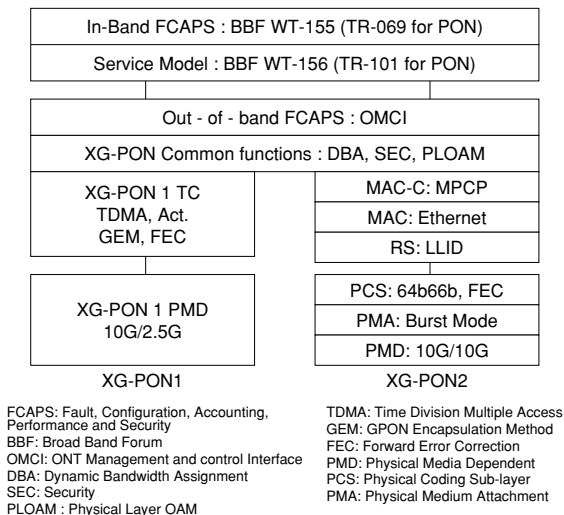 In-Band FCAPS : BBF WT-155 (TR-069 for PON)
Service Model : BBF WT-156 (TR-101 for PON)
Out - of - band FCAPS : OMCI
XG-PON Common functions : DBA, SEC, PLOAM
XG-PON 1 TC
TDMA, Act.
GEM, FEC
MAC-C: MPCP
MAC: Ethernet
RS: LLID
XG-PON 1 PMD
10G/2.5G
PCS: 64b66b, FEC
PMA: Burst Mode
PMD: 10G/10G
XG-PON1
XG-PON2
FCAPS: Fault, Configuration, Accounting,
Performance and Security
BBF: Broad Band Forum
OMCI: ONT Management and control Interface
DBA: Dynamic Bandwidth Assignment
SEC: Security
PLOAM : Physical Layer OAM
TDMA: Time Division Multiple Access
GEM: GPON Encapsulation Method
FEC: Forward Error Correction
PMD: Physical Media Dependent
PCS: Physical Coding Sub-layer
PMA: Physical Medium Attachment